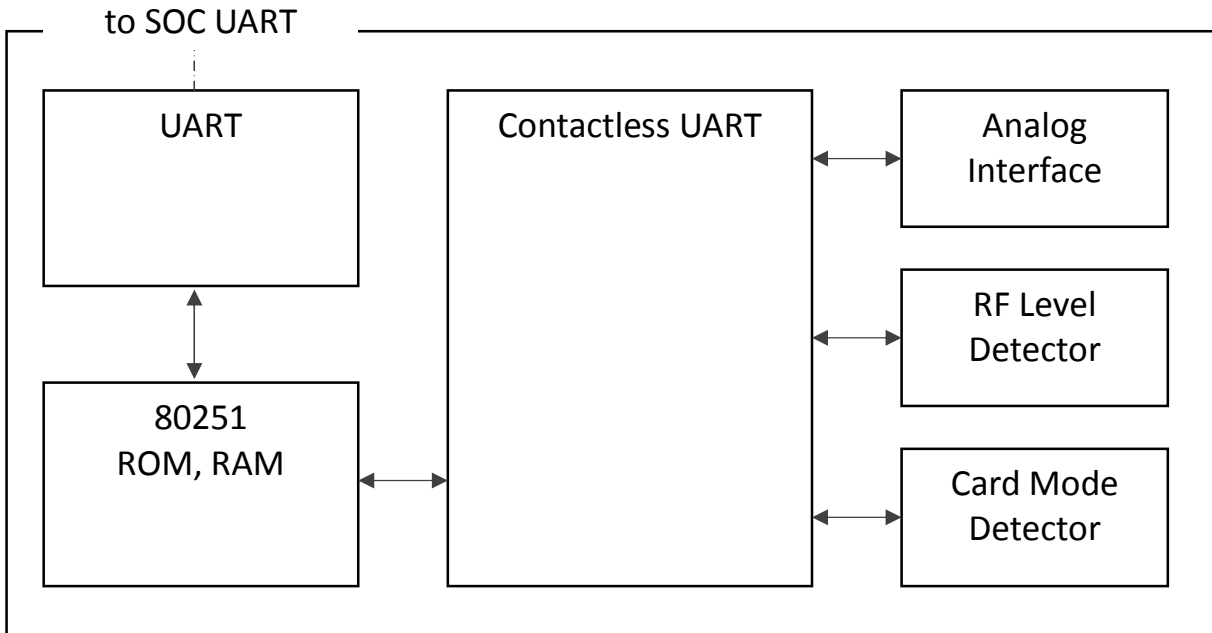 to SOC UART
UART
Contactless UART
Analog
Interface
RF Level
Detector
80251
ROM, RAM
Card Mode
Detector